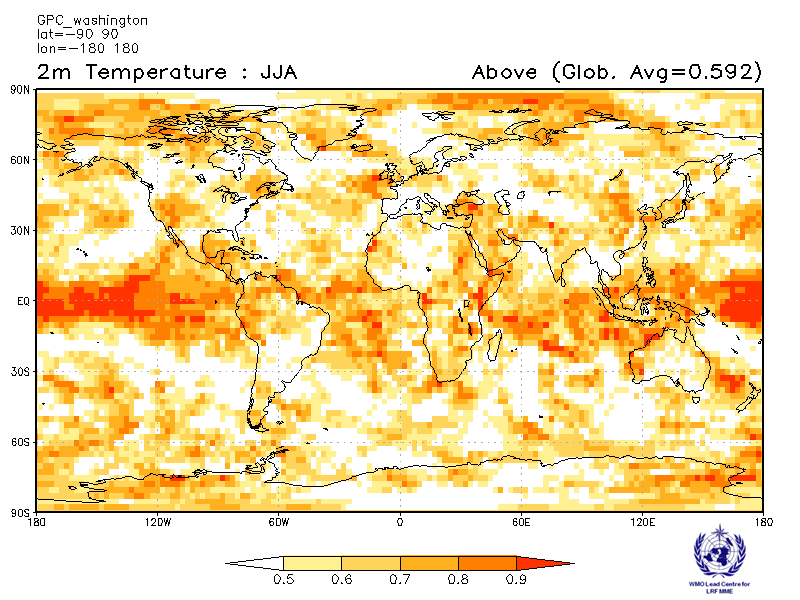 GPC_washington
lat=-90 90
lon=-180 180
2m Temperature : JJA Above (Glob. Avg=0.592)
90N
60N
30N
EQ
30S
60S
90S
180 120W 60W 0 60E 120E 180
0.5 0.6 0.7 0.8 0.9
WMO Lead Centre for
LRF MME